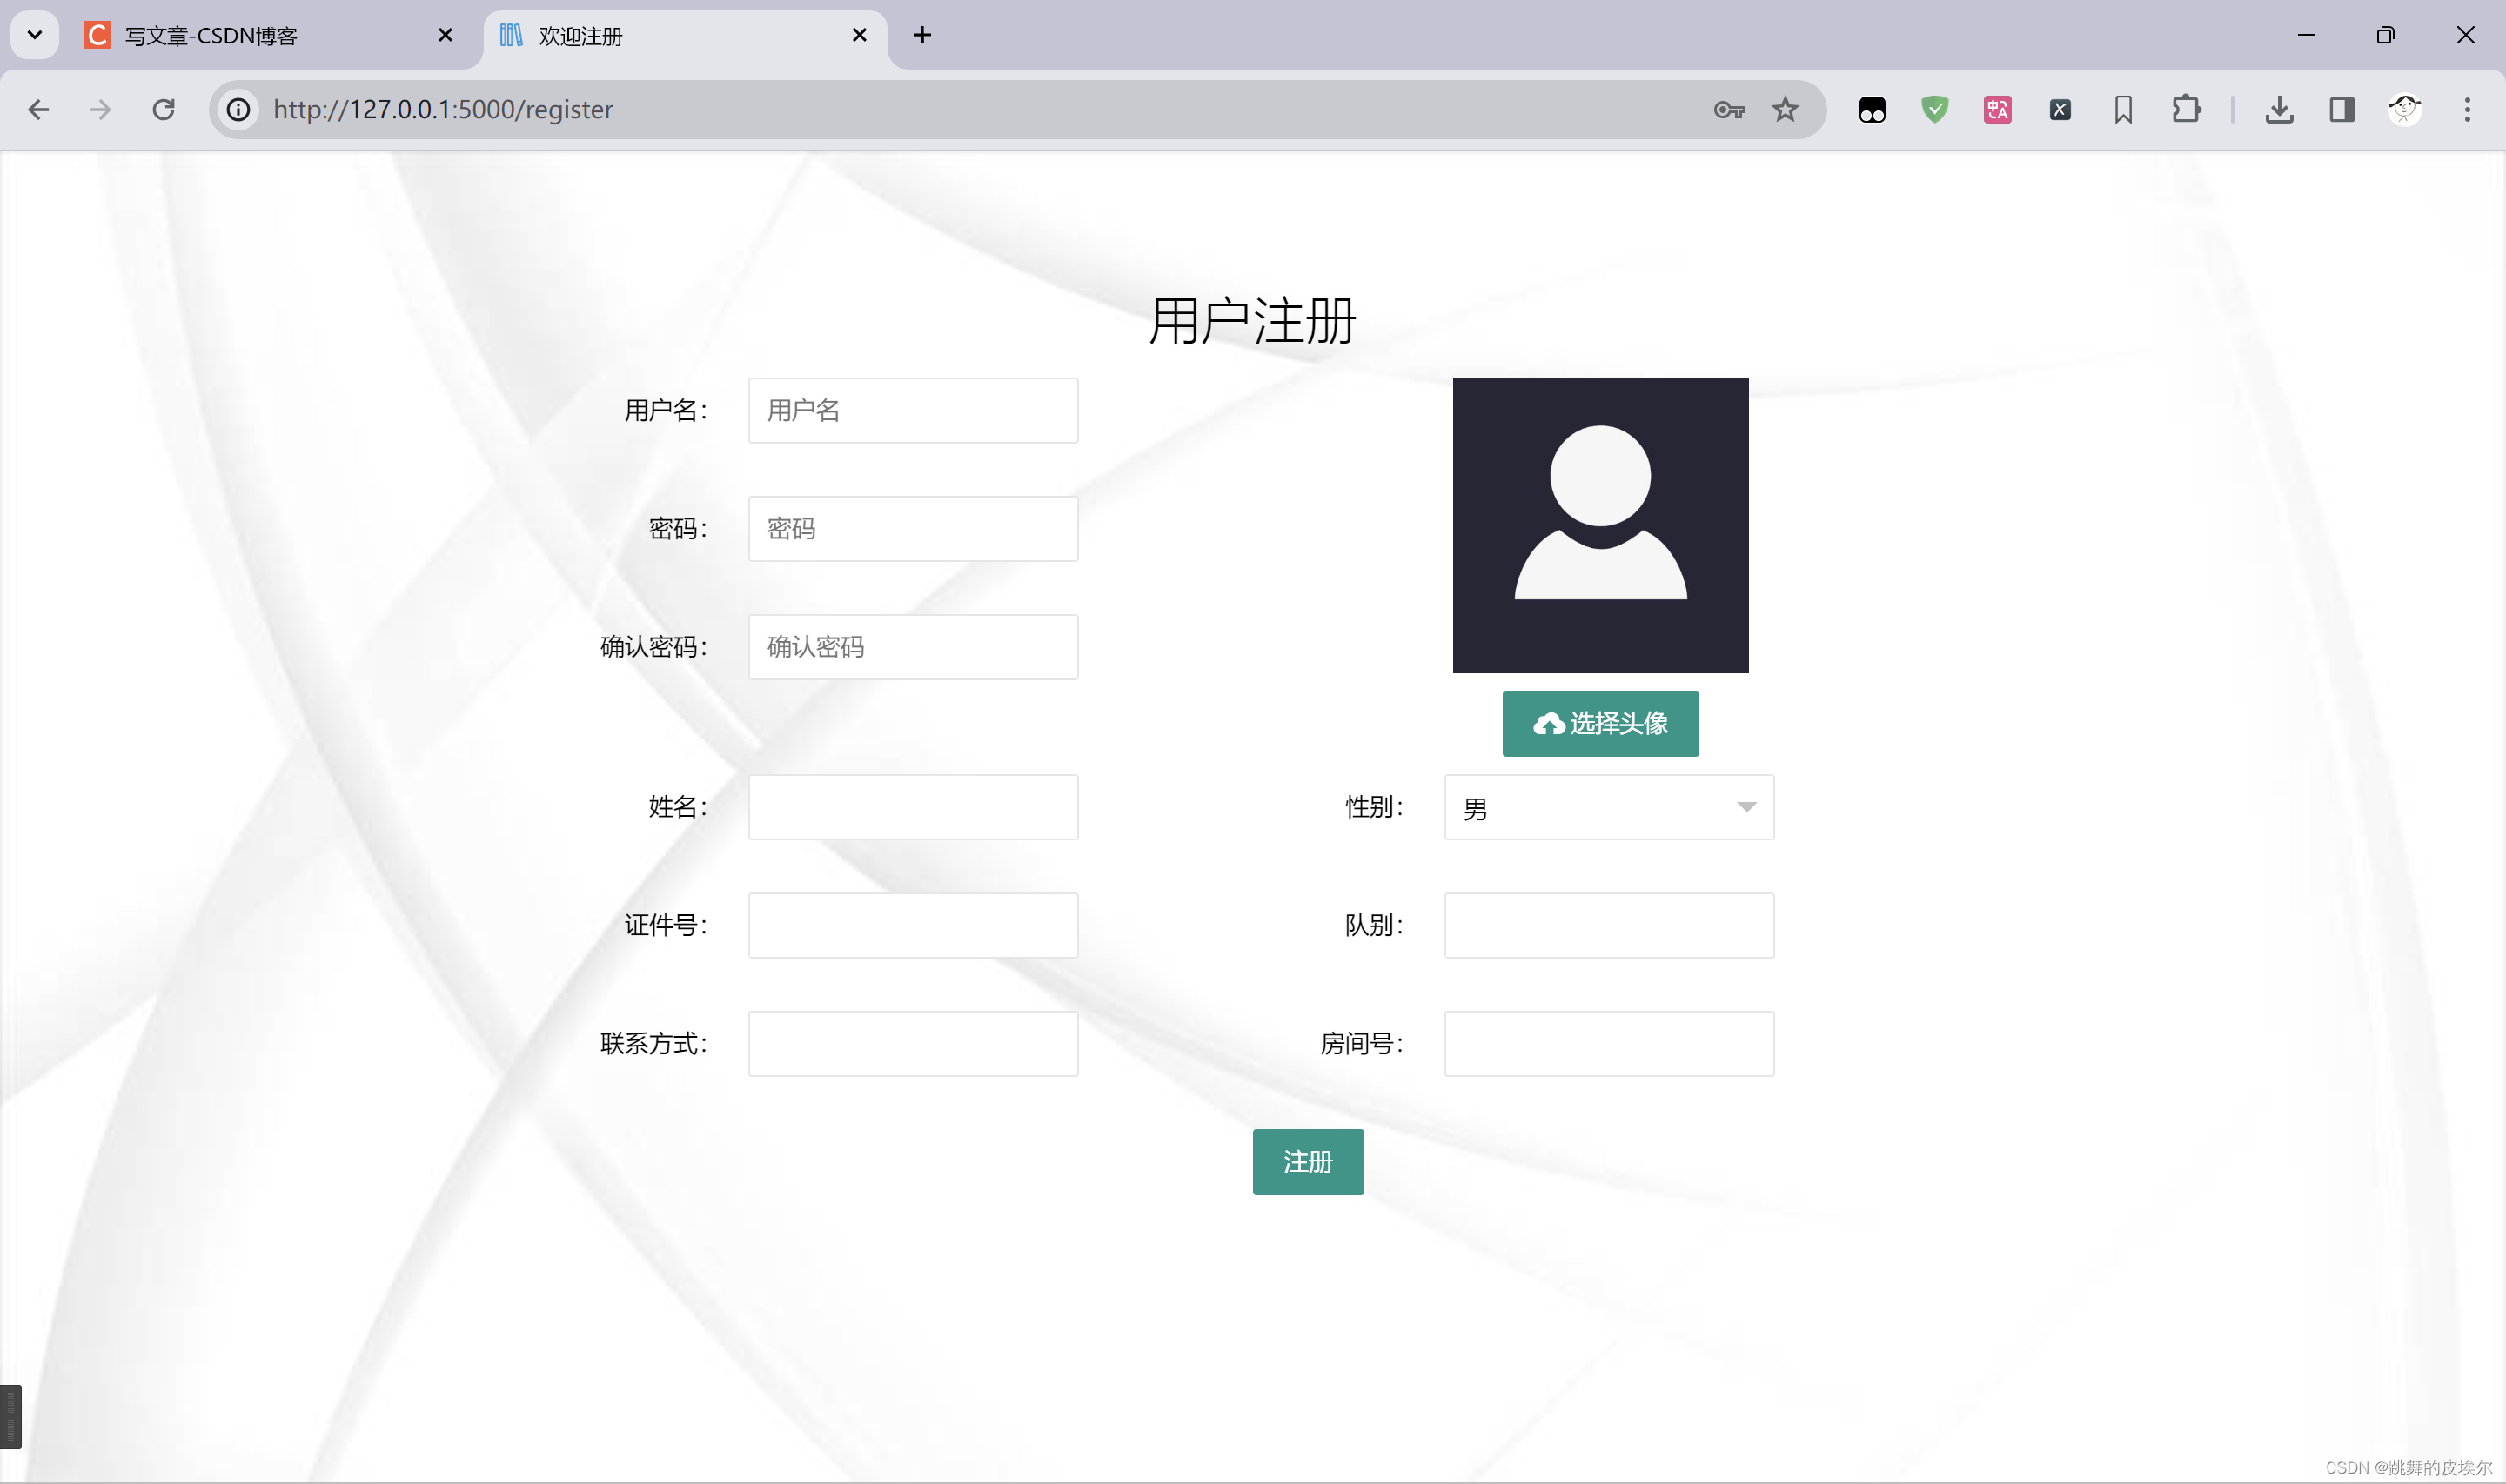 写文章-CSDN博客
欢迎注册
http://127.0.0.1:5000/register
用户注册
用户名： 用户名
密码： 密码
确认密码： 确认密码
选择头像
姓名： 性别： 男
证件号： 队别：
联系方式： 房间号：
注册
CSDN @跳舞的皮埃尔